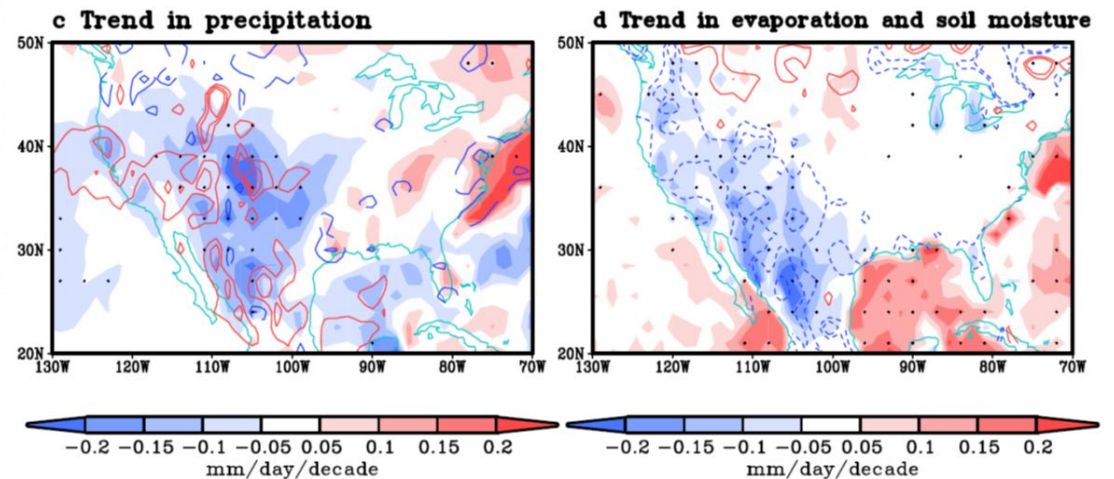 c Trend in precipitation
d Trend in evaporation and soil moisture
50N
40N
30N
20N
130W 120W 110W 100W 90W 80W 70W
50N
40N
30N
20N
130W 120W 110W 100W 90W 80W 70W
−0.2 −0.15 −0.1 −0.05 0.05 0.1 0.15 0.2
mm/day/decade
−0.2 −0.15 −0.1 −0.05 0.05 0.1 0.15 0.2
mm/day/decade